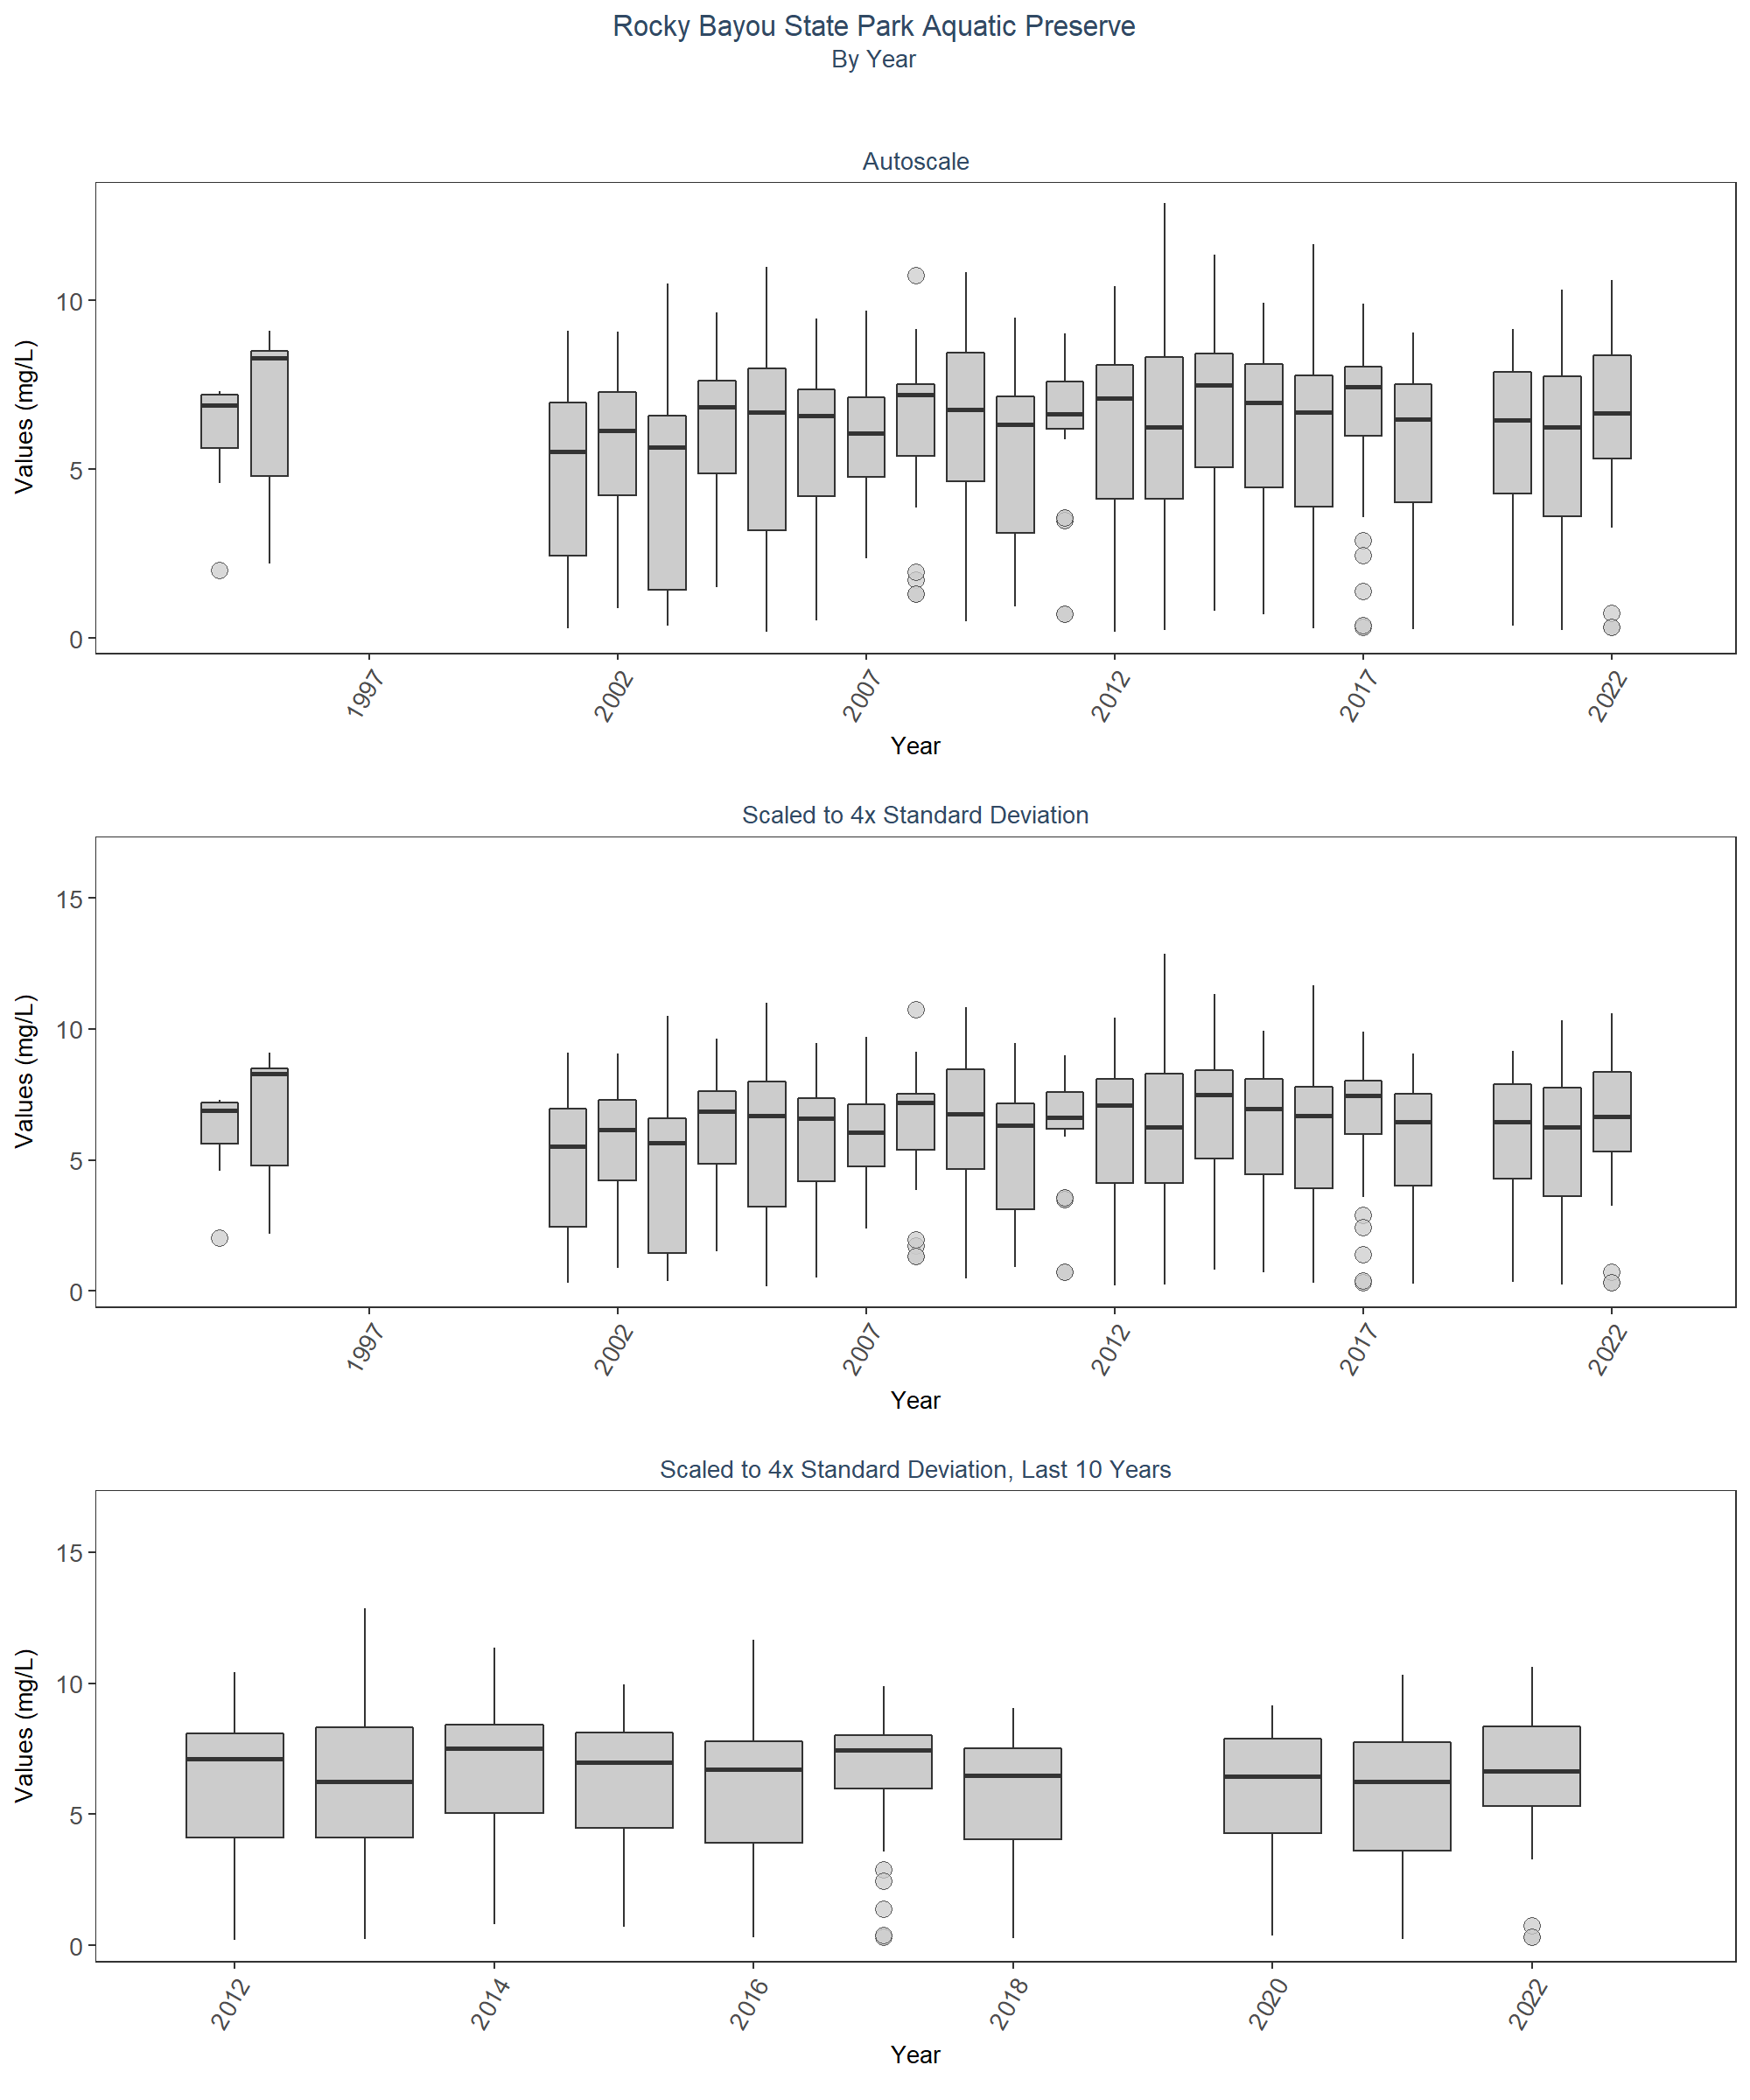 Rocky Bayou State Park Aquatic Preserve
By Year
Autoscale
Values (mg/L)
10
5
0
1997 2002 2007 2012 2017 2022
Year
Scaled to 4x Standard Deviation
Values (mg/L)
15
10
5
0
1997 2002 2007 2012 2017 2022
Year
Scaled to 4x Standard Deviation, Last 10 Years
Values (mg/L)
15
10
5
0
2012 2014 2016 2018 2020 2022
Year